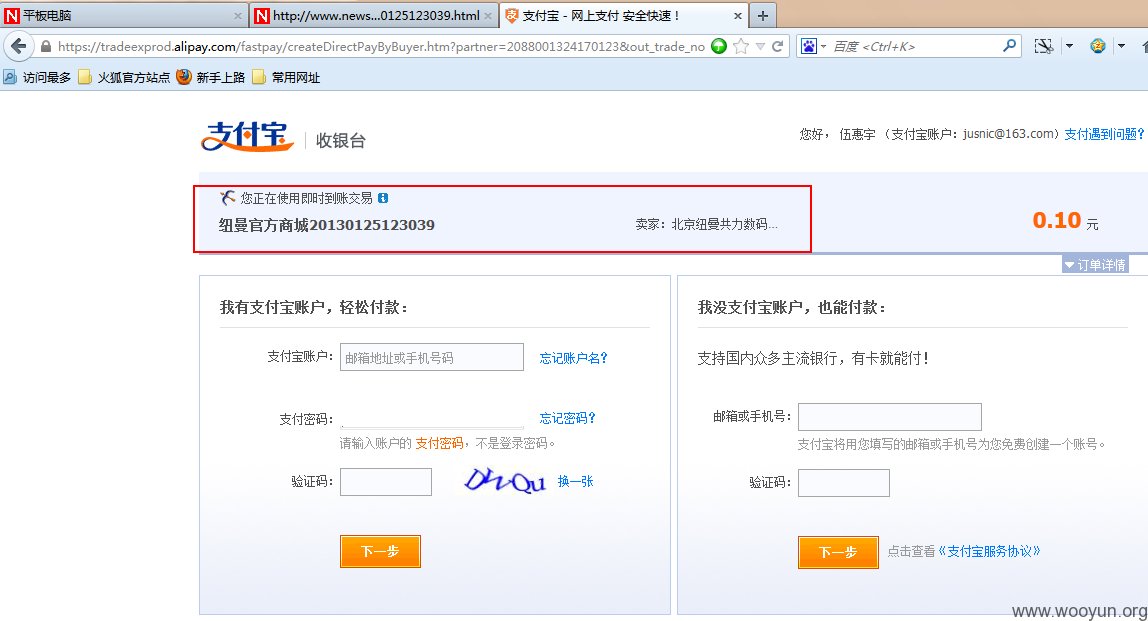 平板电脑
http://www.news...0125123039.html
支付宝 - 网上支付 安全快速！
https://tradeexprod.alipay.com/fastpay/createDirectPayByBuyer.htm?partner=2088001324170123&out_trade_no
百度 <Ctrl+K>
访问最多 火狐官方站点 新手上路 常用网址
支付宝 收银台
您好， 伍惠宇 （支付宝账户：jusnic@163.com） 支付遇到问题?
您正在使用即时到账交易
纽曼官方商城20130125123039
卖家：北京纽曼共力数码...
0.10 元
订单详情
我有支付宝账户，轻松付款：
支付宝账户： 邮箱地址或手机号码 忘记账户名?
支付密码： 忘记密码?
请输入账户的 支付密码，不是登录密码。
验证码： 换一张
下一步
我没支付宝账户，也能付款：
支持国内众多主流银行，有卡就能付！
邮箱或手机号：
支付宝将用您填写的邮箱或手机号为您免费创建一个账号。
验证码：
下一步 点击查看《支付宝服务协议》
www.wooyun.org